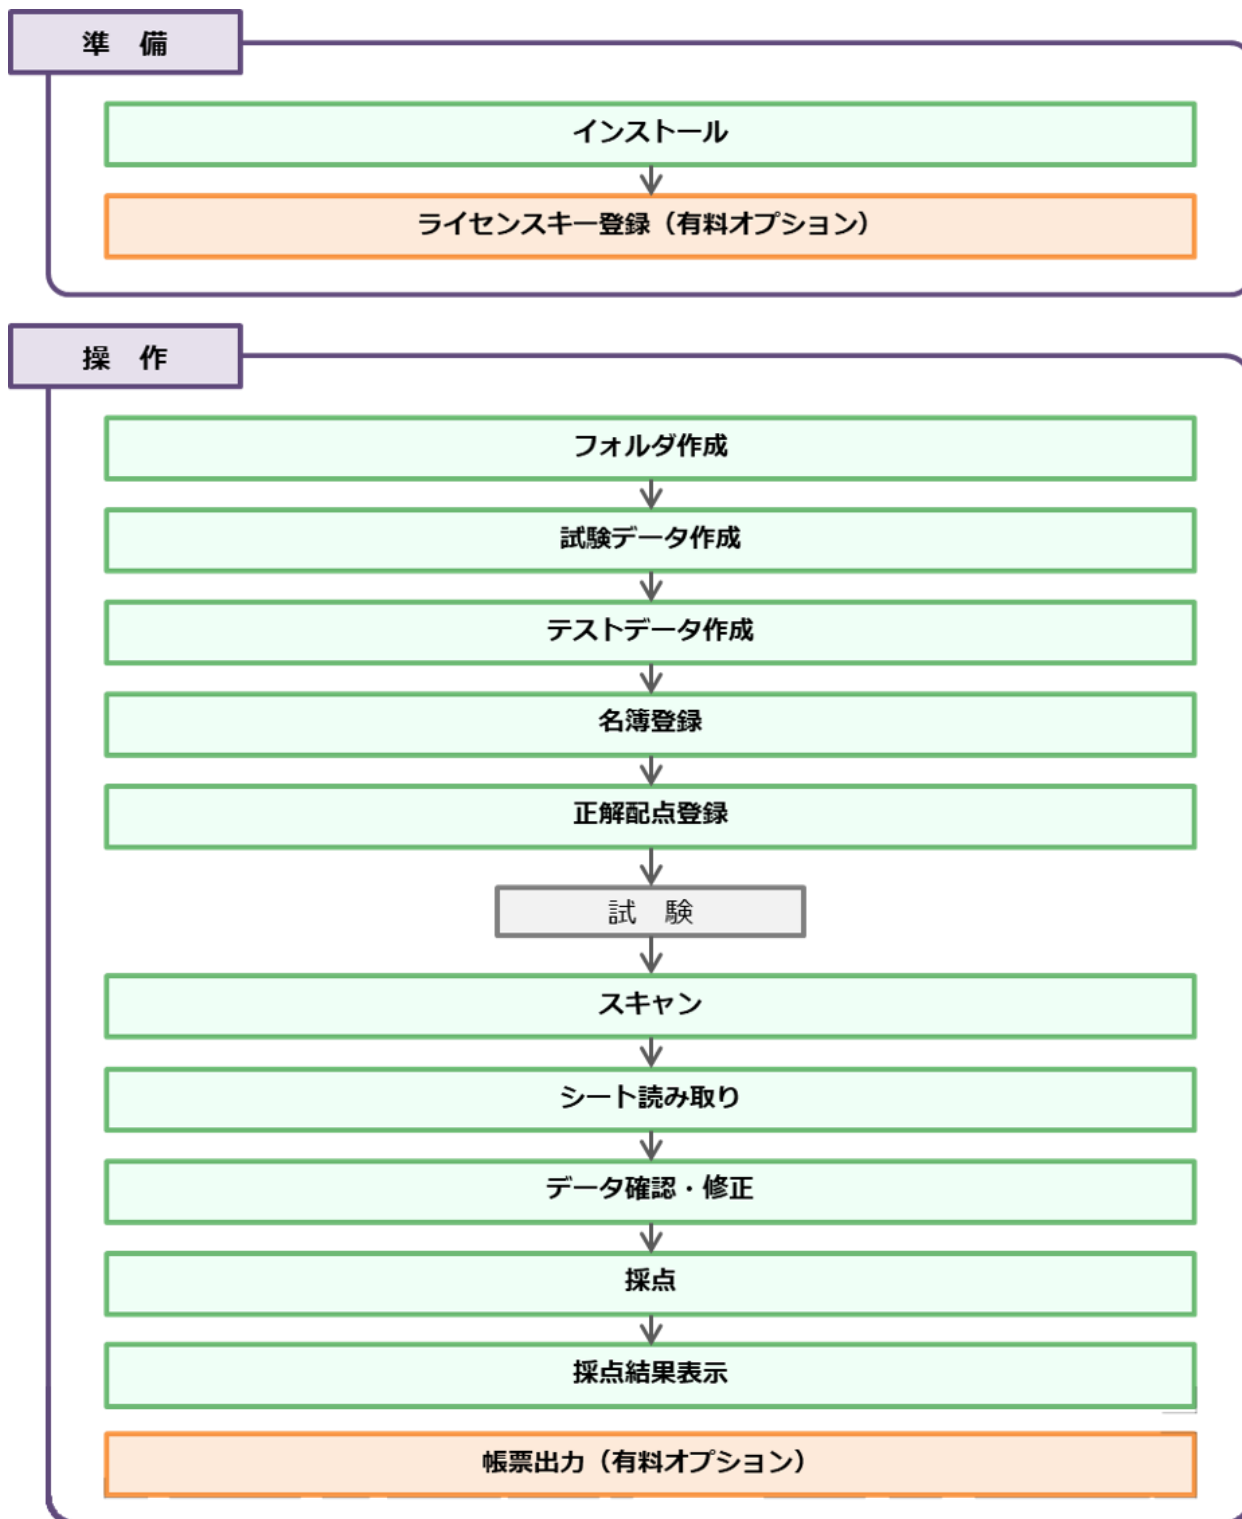 準　備
インストール
ライセンスキー登録（有料オプション）
操　作
フォルダ作成
試験データ作成
テストデータ作成
名簿登録
正解配点登録
試　験
スキャン
シート読み取り
データ確認・修正
採点
採点結果表示
帳票出力（有料オプション）